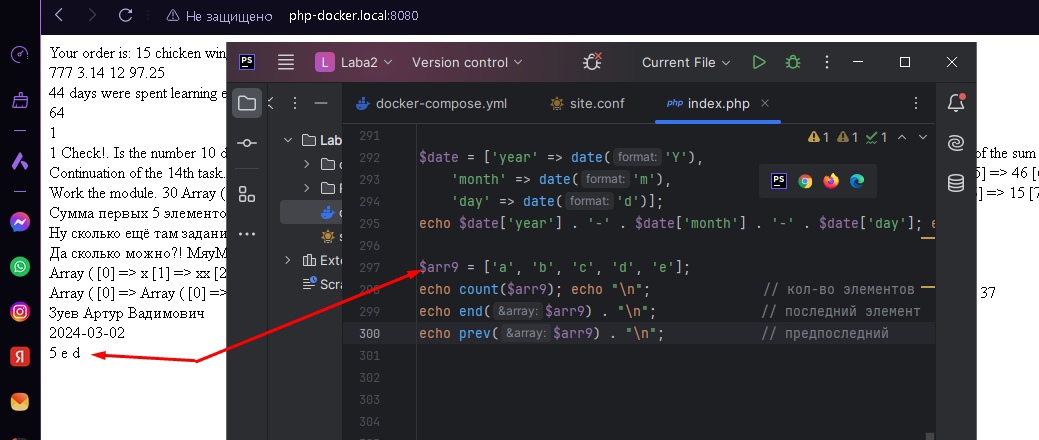 Не защищено php-docker.local:8080
Your order is: 15 chicken win
777 3.14 12 97.25
44 days were spent learning e
64
1
1 Check!. Is the number 10 d
of the sum
Continuation of the 14th task.
5] => 46 [
Work the module. 30 Array (
=> 15 [7
Сумма первых 5 элементо
Ну сколько ещё там задани
Да сколько можно?! МяуМ
Array ( [0] => x [1] => xx [2
Array ( [0] => Array ( [0] =>
37
Зуев Артур Вадимович
2024-03-02
5 e d
PS L Laba2 Version control Current File
docker-compose.yml site.conf php index.php
Lab
Exte
Scra
1 1 1
291
292 $date = ['year' => date( format: 'Y'),
293 'month' => date( format: 'm'),
294 'day' => date( format: 'd')];
295 echo $date['year'] . '-' . $date['month'] . '-' . $date['day']; e
296
297 $arr9 = ['a', 'b', 'c', 'd', 'e'];
298 echo count($arr9); echo "\n"; // кол-во элементов
299 echo end( &array: $arr9) . "\n"; // последний элемент
300 echo prev( &array: $arr9) . "\n"; // предпоследний
301
302
303
304
PS
Я